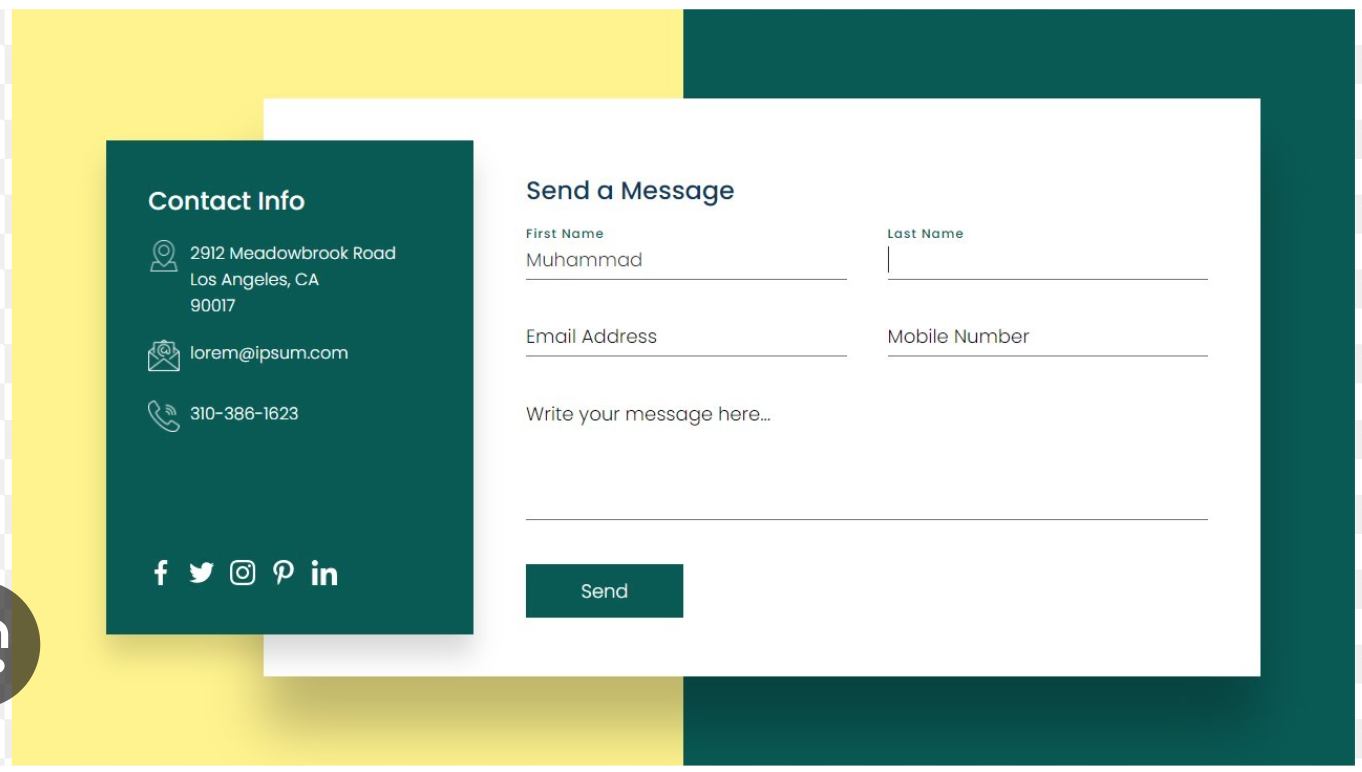 Contact Info
2912 Meadowbrook Road
Los Angeles, CA
90017
lorem@ipsum.com
310-386-1623
Send a Message
First Name
Muhammad
Last Name
Email Address
Mobile Number
Write your message here...
Send